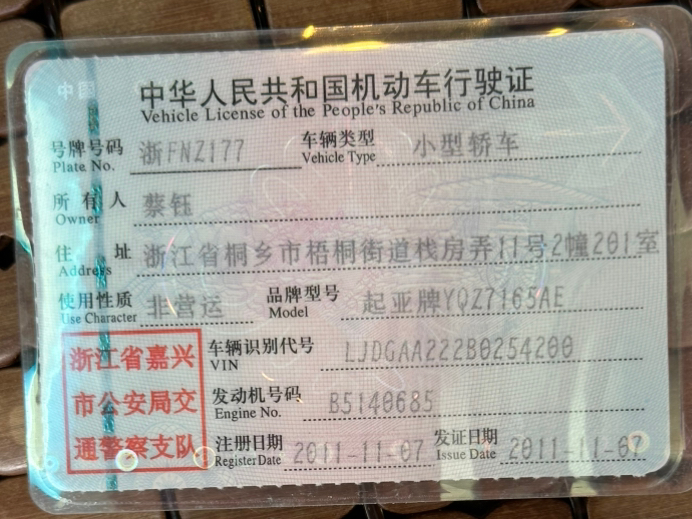 中国
中华人民共和国机动车行驶证
Vehicle License of the People's Republic of China
号牌号码 浙FNZ177 车辆类型 小型轿车
Plate No. Vehicle Type
所有人 蔡钰
Owner
住址 浙江省桐乡市梧桐街道栈房弄11号2幢201室
Address
使用性质 非营运 品牌型号 起亚牌YQZ7165AE
Use Character Model
浙江省嘉兴 车辆识别代号 LJDGAA222B0254200
VIN
市公安局交 发动机号码 B5140685
Engine No.
通警察支队 注册日期 2011-11-07 发证日期 2011-11-07
Register Date Issue Date